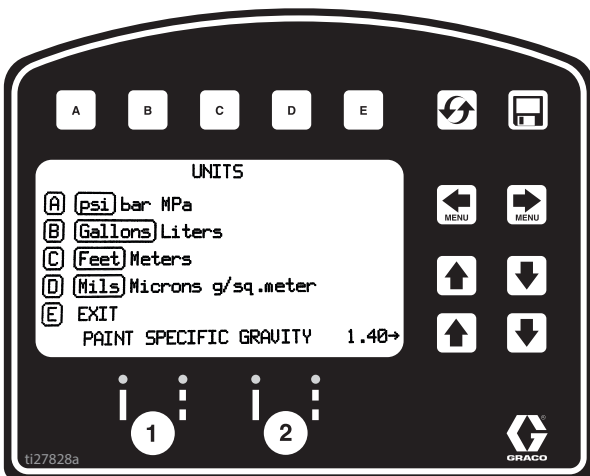 A B C D E
UNITS
A psi bar MPa
MENU MENU
B Gallons Liters
C Feet Meters
D Mils Microns g/sq.meter
E EXIT
PAINT SPECIFIC GRAVITY 1.40→
1 2
ti27828a
GRACO